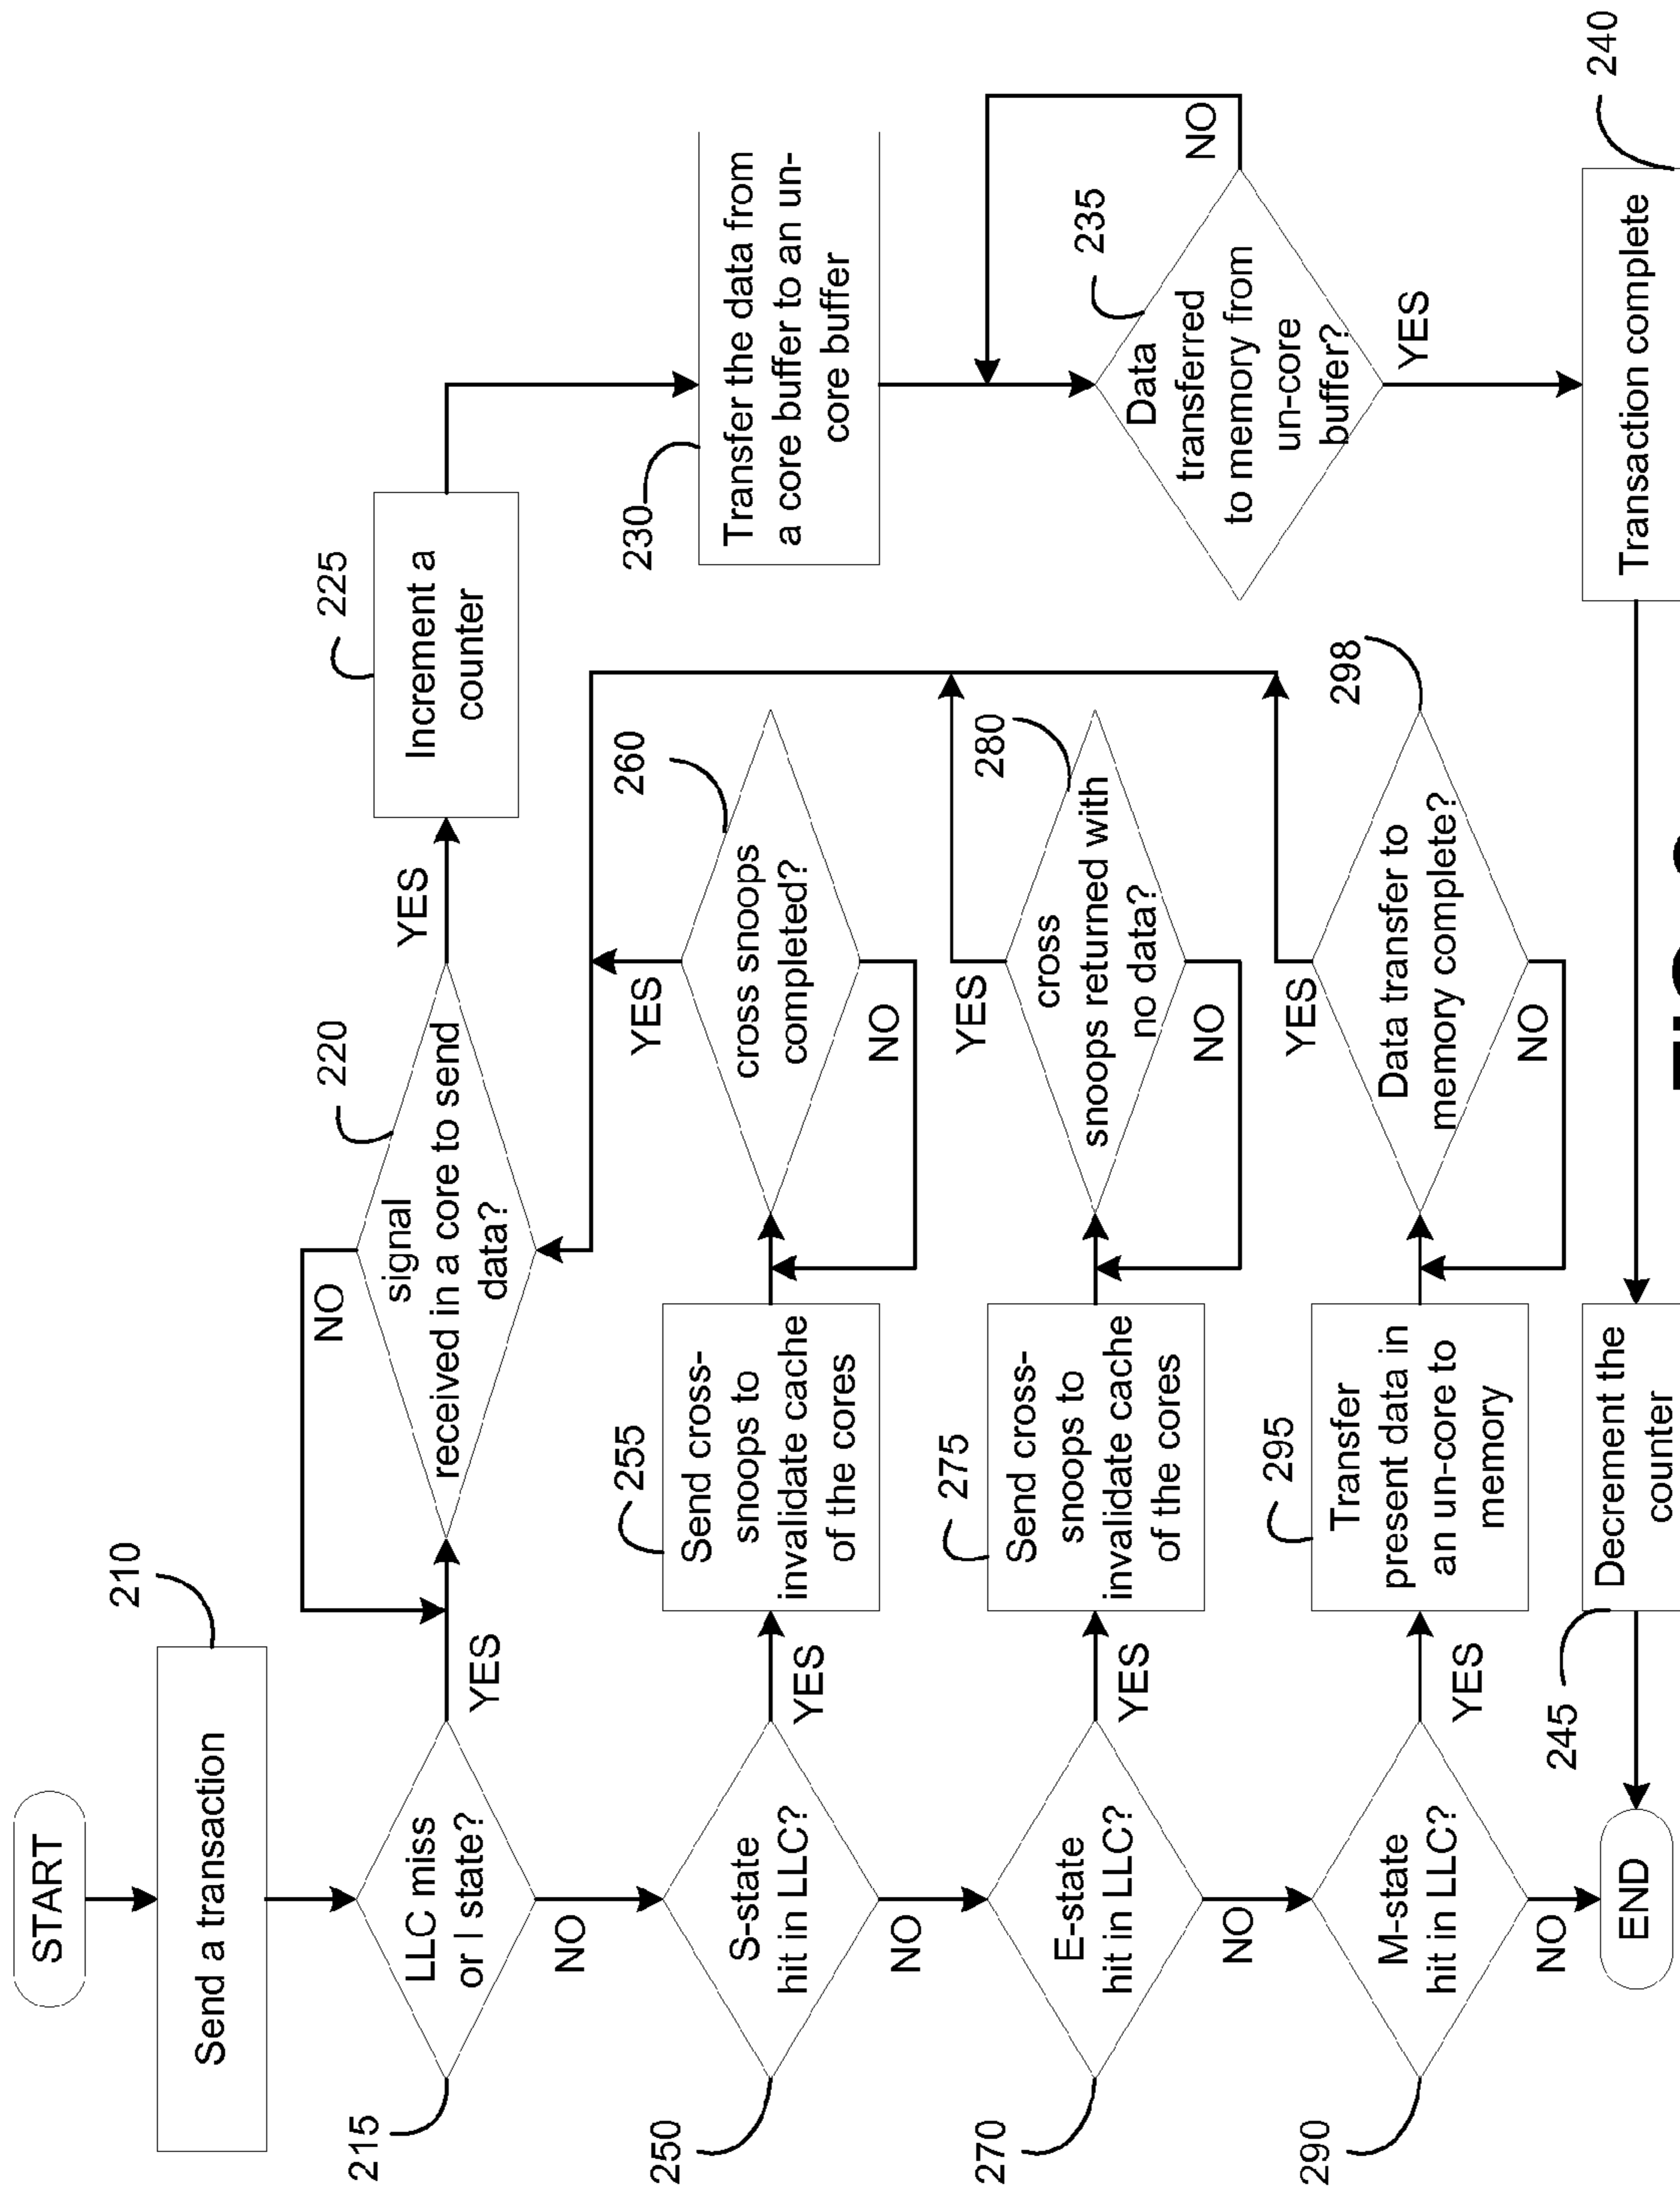 START
210
Send a transaction
215
LLC miss
or I state?
YES
NO
220
signal
received in a core to send
data?
NO
YES
225
Increment a
counter
230
Transfer the data from
a core buffer to an un-
core buffer
235
Data
transferred
to memory from
un-core
buffer?
NO
YES
240
Transaction complete
250
S-state
hit in LLC?
YES
NO
255
Send cross-
snoops to
invalidate cache
of the cores
260
cross snoops
completed?
YES
NO
270
E-state
hit in LLC?
YES
NO
275
Send cross-
snoops to
invalidate cache
of the cores
280
cross
snoops returned with
no data?
YES
NO
290
M-state
hit in LLC?
YES
NO
295
Transfer
present data in
an un-core to
memory
298
Data transfer to
memory complete?
YES
NO
245
Decrement the
counter
END